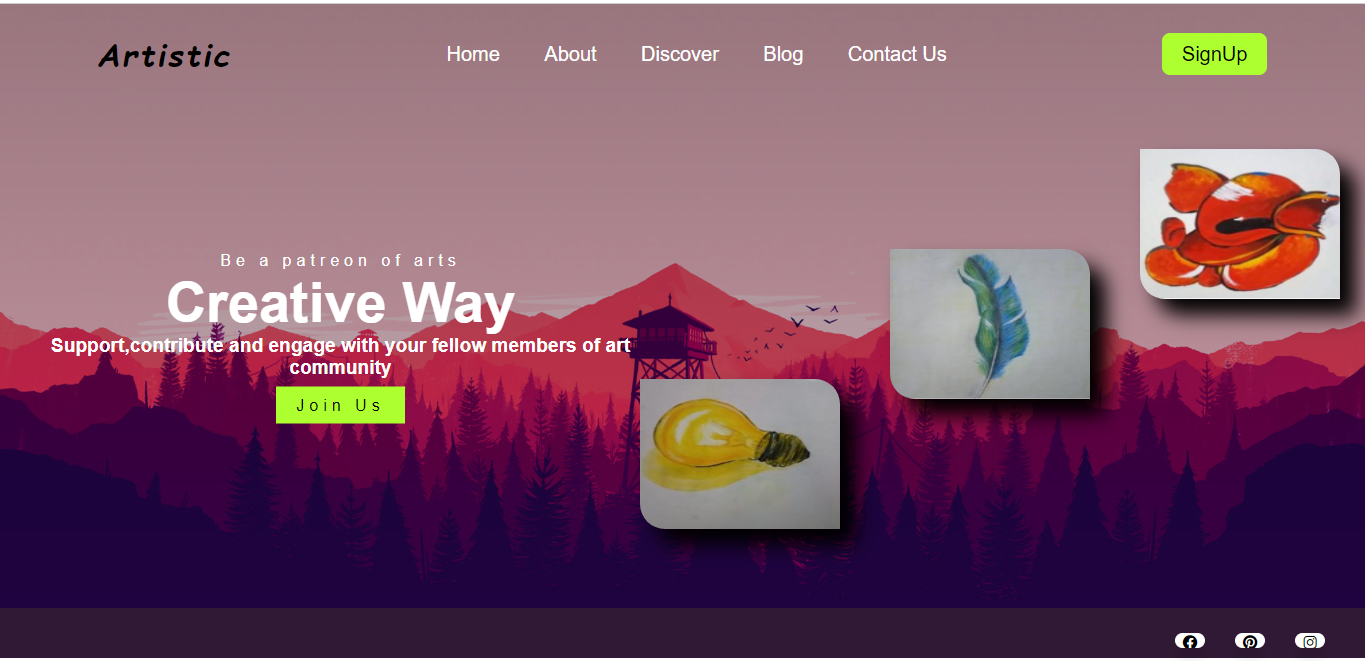 Artistic
Home About Discover Blog Contact Us
SignUp
Be a patreon of arts
Creative Way
Support,contribute and engage with your fellow members of art
community
Join Us